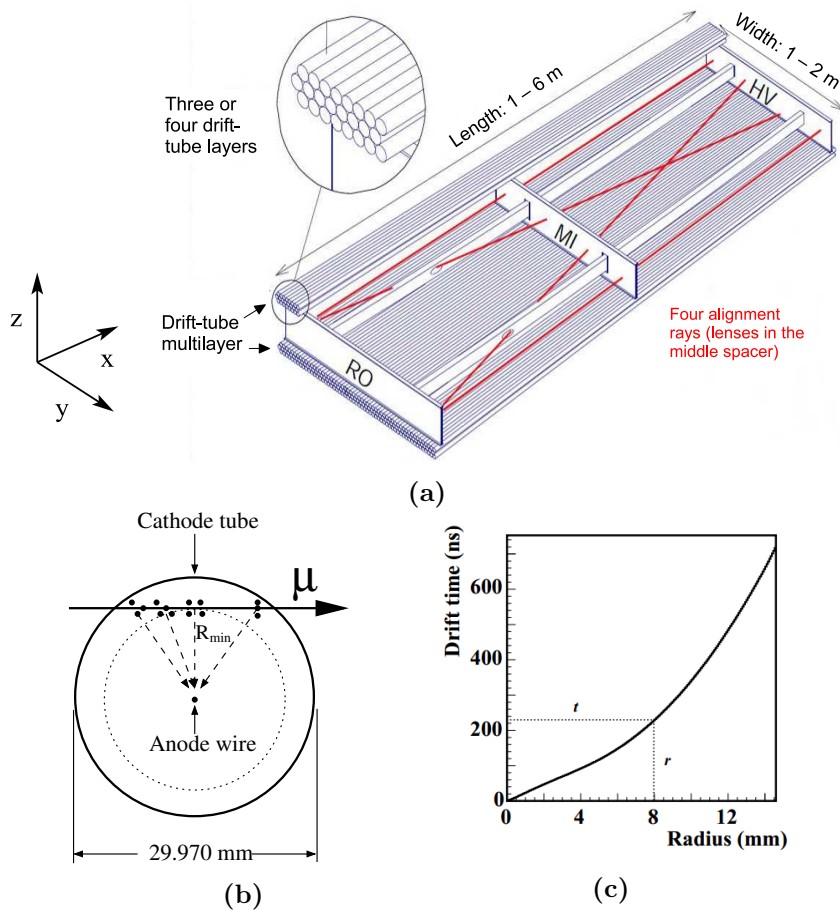 Three or
four drift-
tube layers
Length: 1 – 6 m
Width: 1 – 2 m
HV
MI
RO
z
x
y
Drift-tube
multilayer
Four alignment
rays (lenses in the
middle spacer)
(a)
Cathode tube
μ
Rmin
Anode wire
29.970 mm
(b)
Drift time (ns)
600
400
200
0
t
r
0 4 8 12
Radius (mm)
(c)